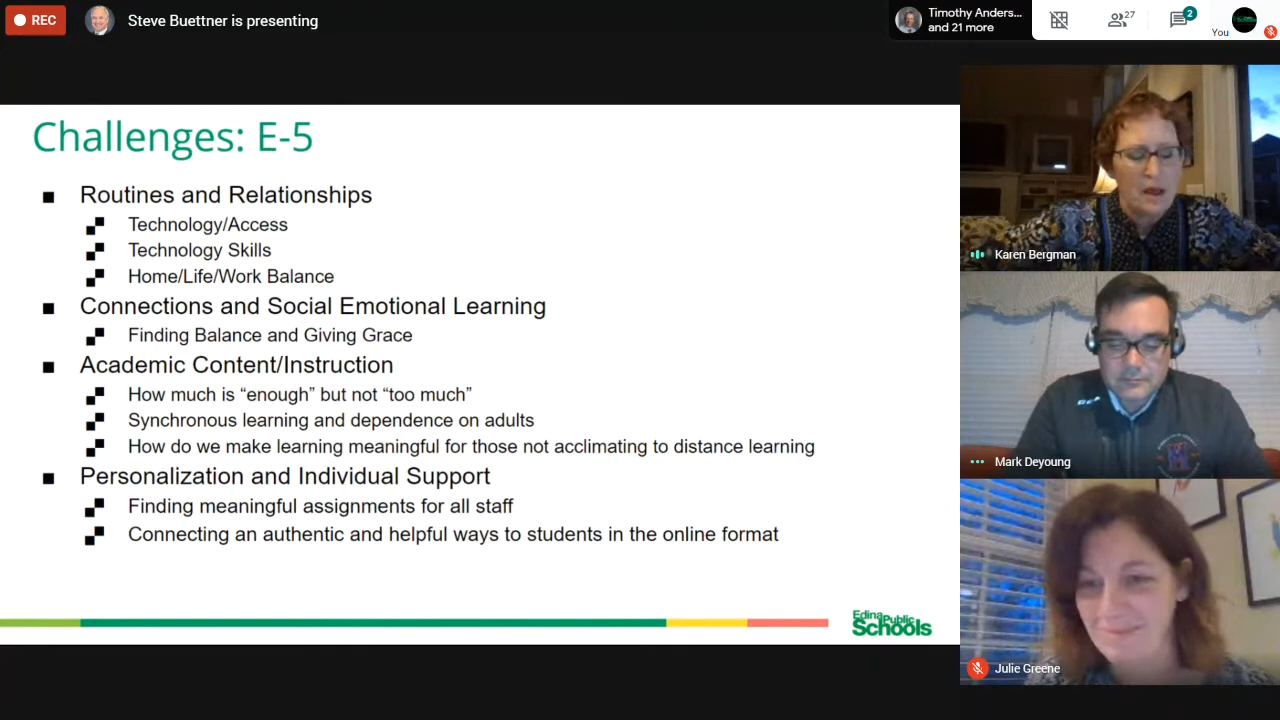 REC
Steve Buettner is presenting
Timothy Anders...
and 21 more
27
2
You
Challenges: E-5
Routines and Relationships
Technology/Access
Technology Skills
Home/Life/Work Balance
Connections and Social Emotional Learning
Finding Balance and Giving Grace
Academic Content/Instruction
How much is “enough” but not “too much”
Synchronous learning and dependence on adults
How do we make learning meaningful for those not acclimating to distance learning
Personalization and Individual Support
Finding meaningful assignments for all staff
Connecting an authentic and helpful ways to students in the online format
Edina Public
Schools
Karen Bergman
Mark Deyoung
Julie Greene